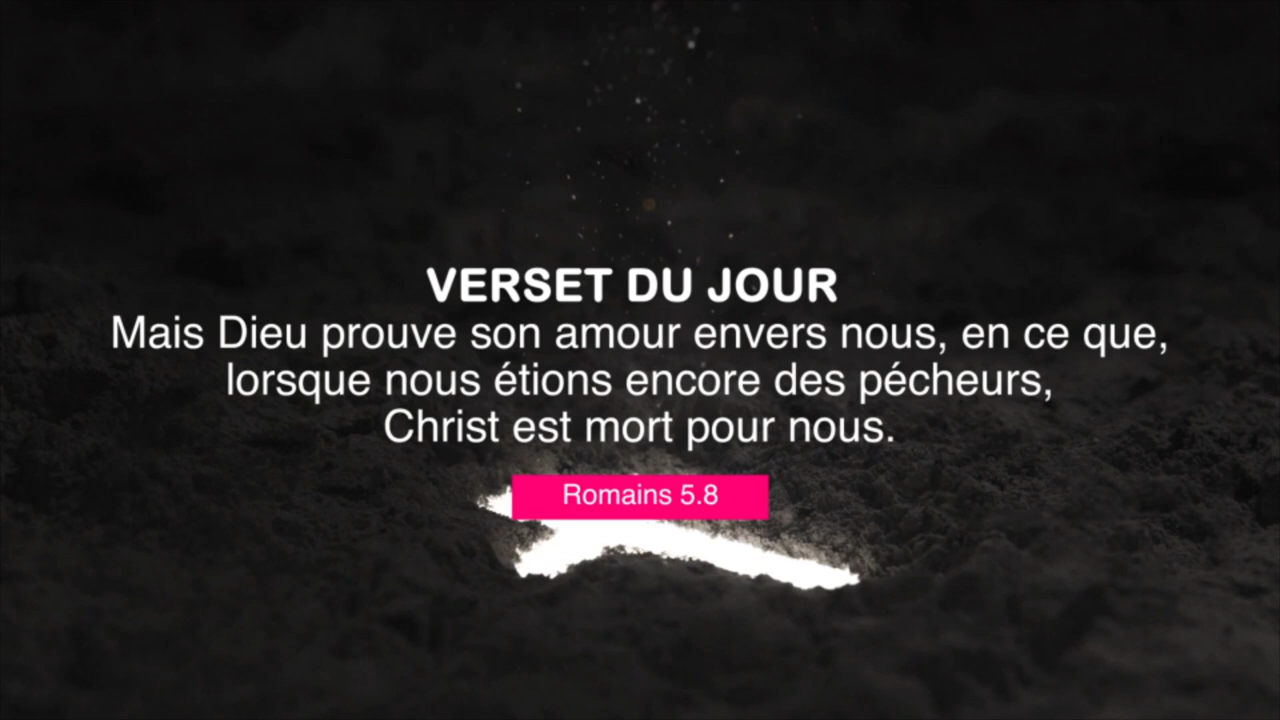 VERSET DU JOUR
Mais Dieu prouve son amour envers nous, en ce que,
lorsque nous étions encore des pécheurs,
Christ est mort pour nous.
Romains 5.8